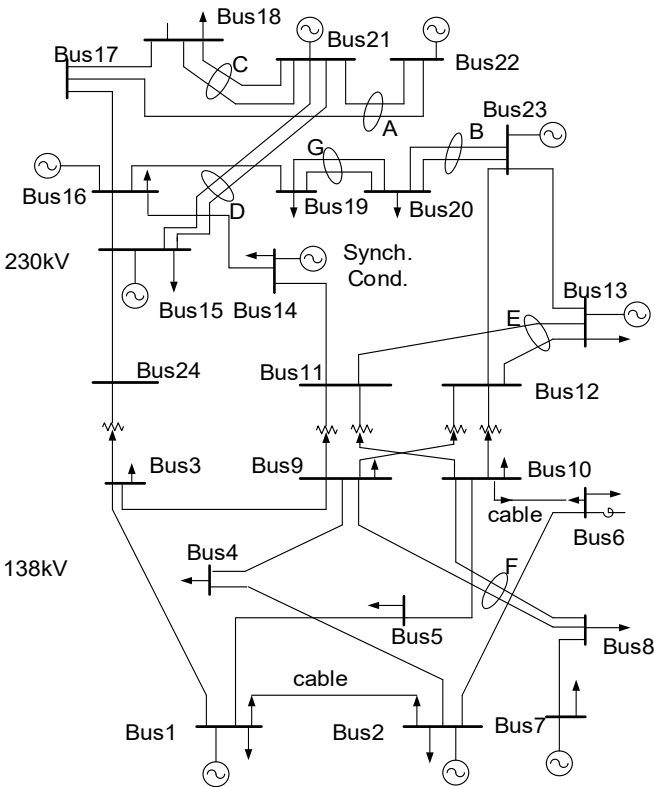 Bus18
Bus21
Bus17
Bus22
C
A
Bus23
B
G
Bus16
Bus19
Bus20
D
230kV
Synch.
Cond.
Bus15
Bus14
Bus13
E
Bus24
Bus11
Bus12
Bus3
Bus9
Bus10
cable
Bus6
138kV
Bus4
F
Bus5
Bus8
cable
Bus1
Bus2
Bus7